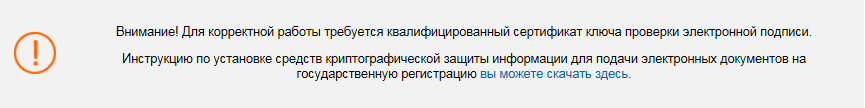 Внимание! Для корректной работы требуется квалифицированный сертификат ключа проверки электронной подписи.
Инструкцию по установке средств криптографической защиты информации для подачи электронных документов на
государственную регистрацию вы можете скачать здесь.